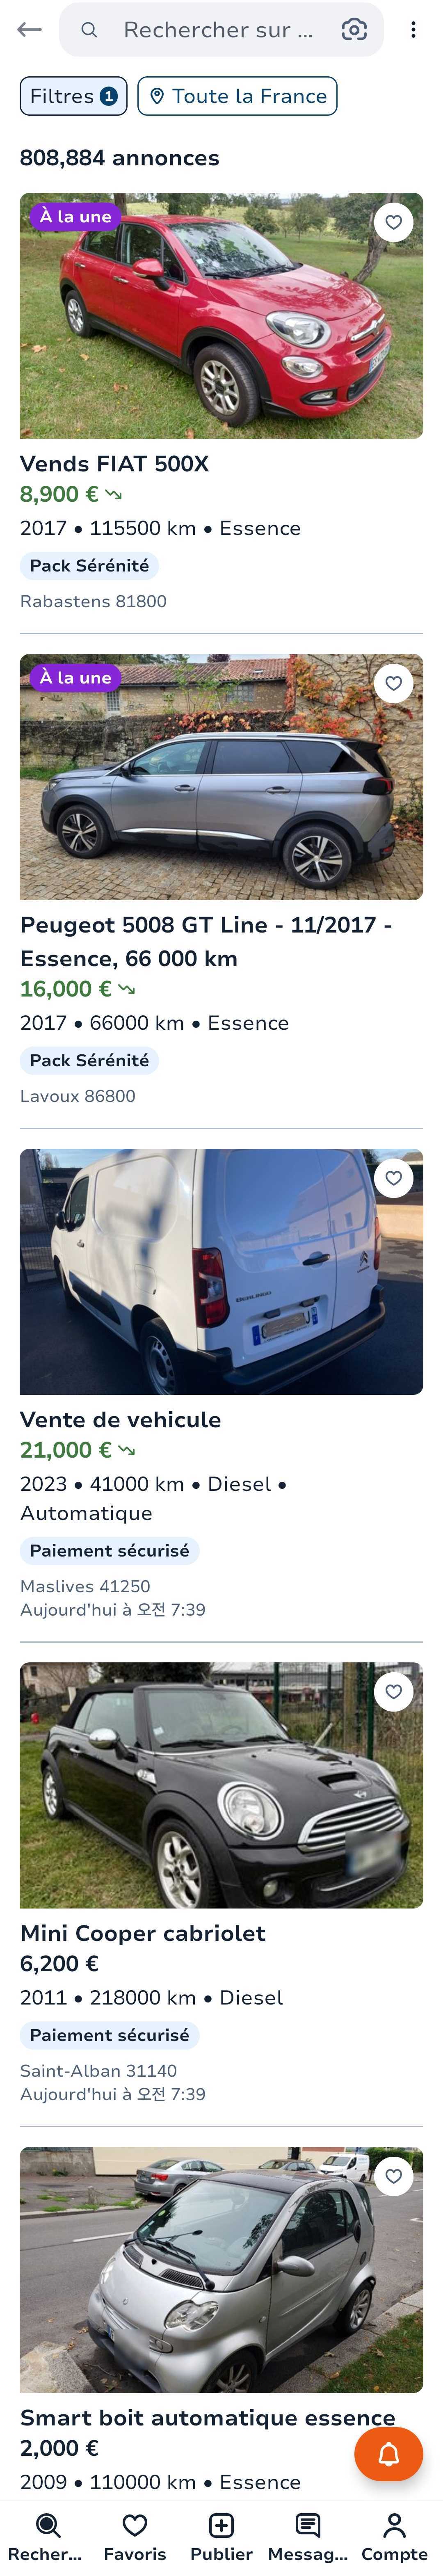 Rechercher sur ...
Filtres 1
Toute la France
808,884 annonces
À la une
Vends FIAT 500X
8,900 €
2017 • 115500 km • Essence
Pack Sérénité
Rabastens 81800
À la une
Peugeot 5008 GT Line - 11/2017 -
Essence, 66 000 km
16,000 €
2017 • 66000 km • Essence
Pack Sérénité
Lavoux 86800
BERLINGO
Vente de vehicule
21,000 €
2023 • 41000 km • Diesel •
Automatique
Paiement sécurisé
Maslives 41250
Aujourd'hui à 오전 7:39
Mini Cooper cabriolet
6,200 €
2011 • 218000 km • Diesel
Paiement sécurisé
Saint-Alban 31140
Aujourd'hui à 오전 7:39
Smart boit automatique essence
2,000 €
2009 • 110000 km • Essence
Recher...
Favoris
Publier
Messag...
Compte